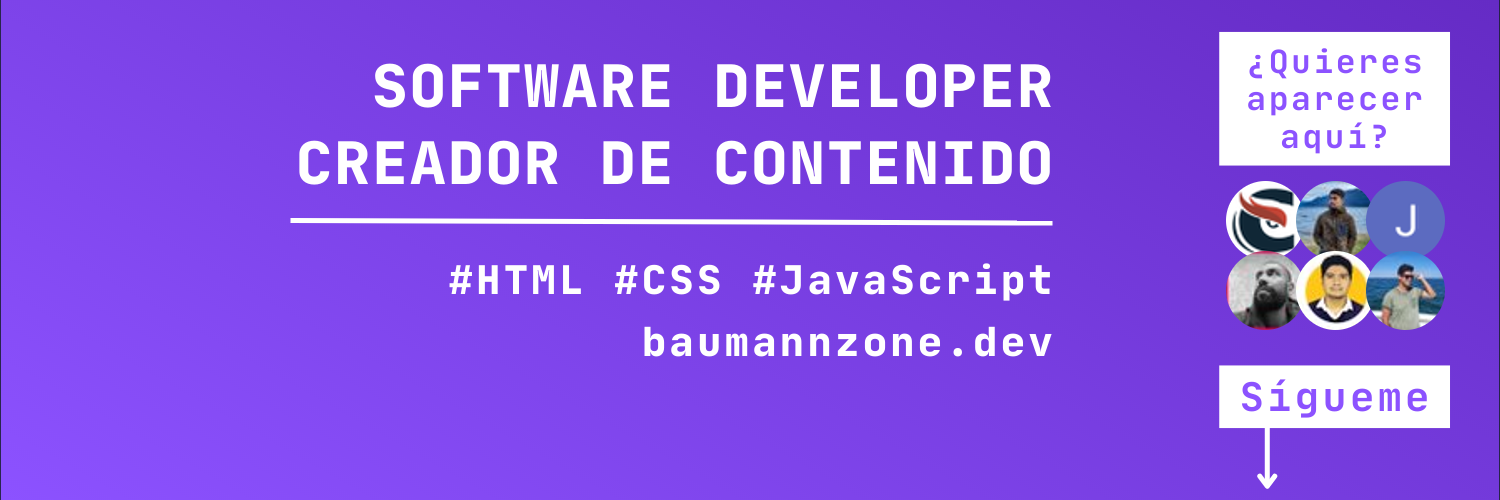 SOFTWARE DEVELOPER
CREADOR DE CONTENIDO
#HTML #CSS #JavaScript
baumannzone.dev
¿Quieres
aparecer
aquí?
J
Sígueme